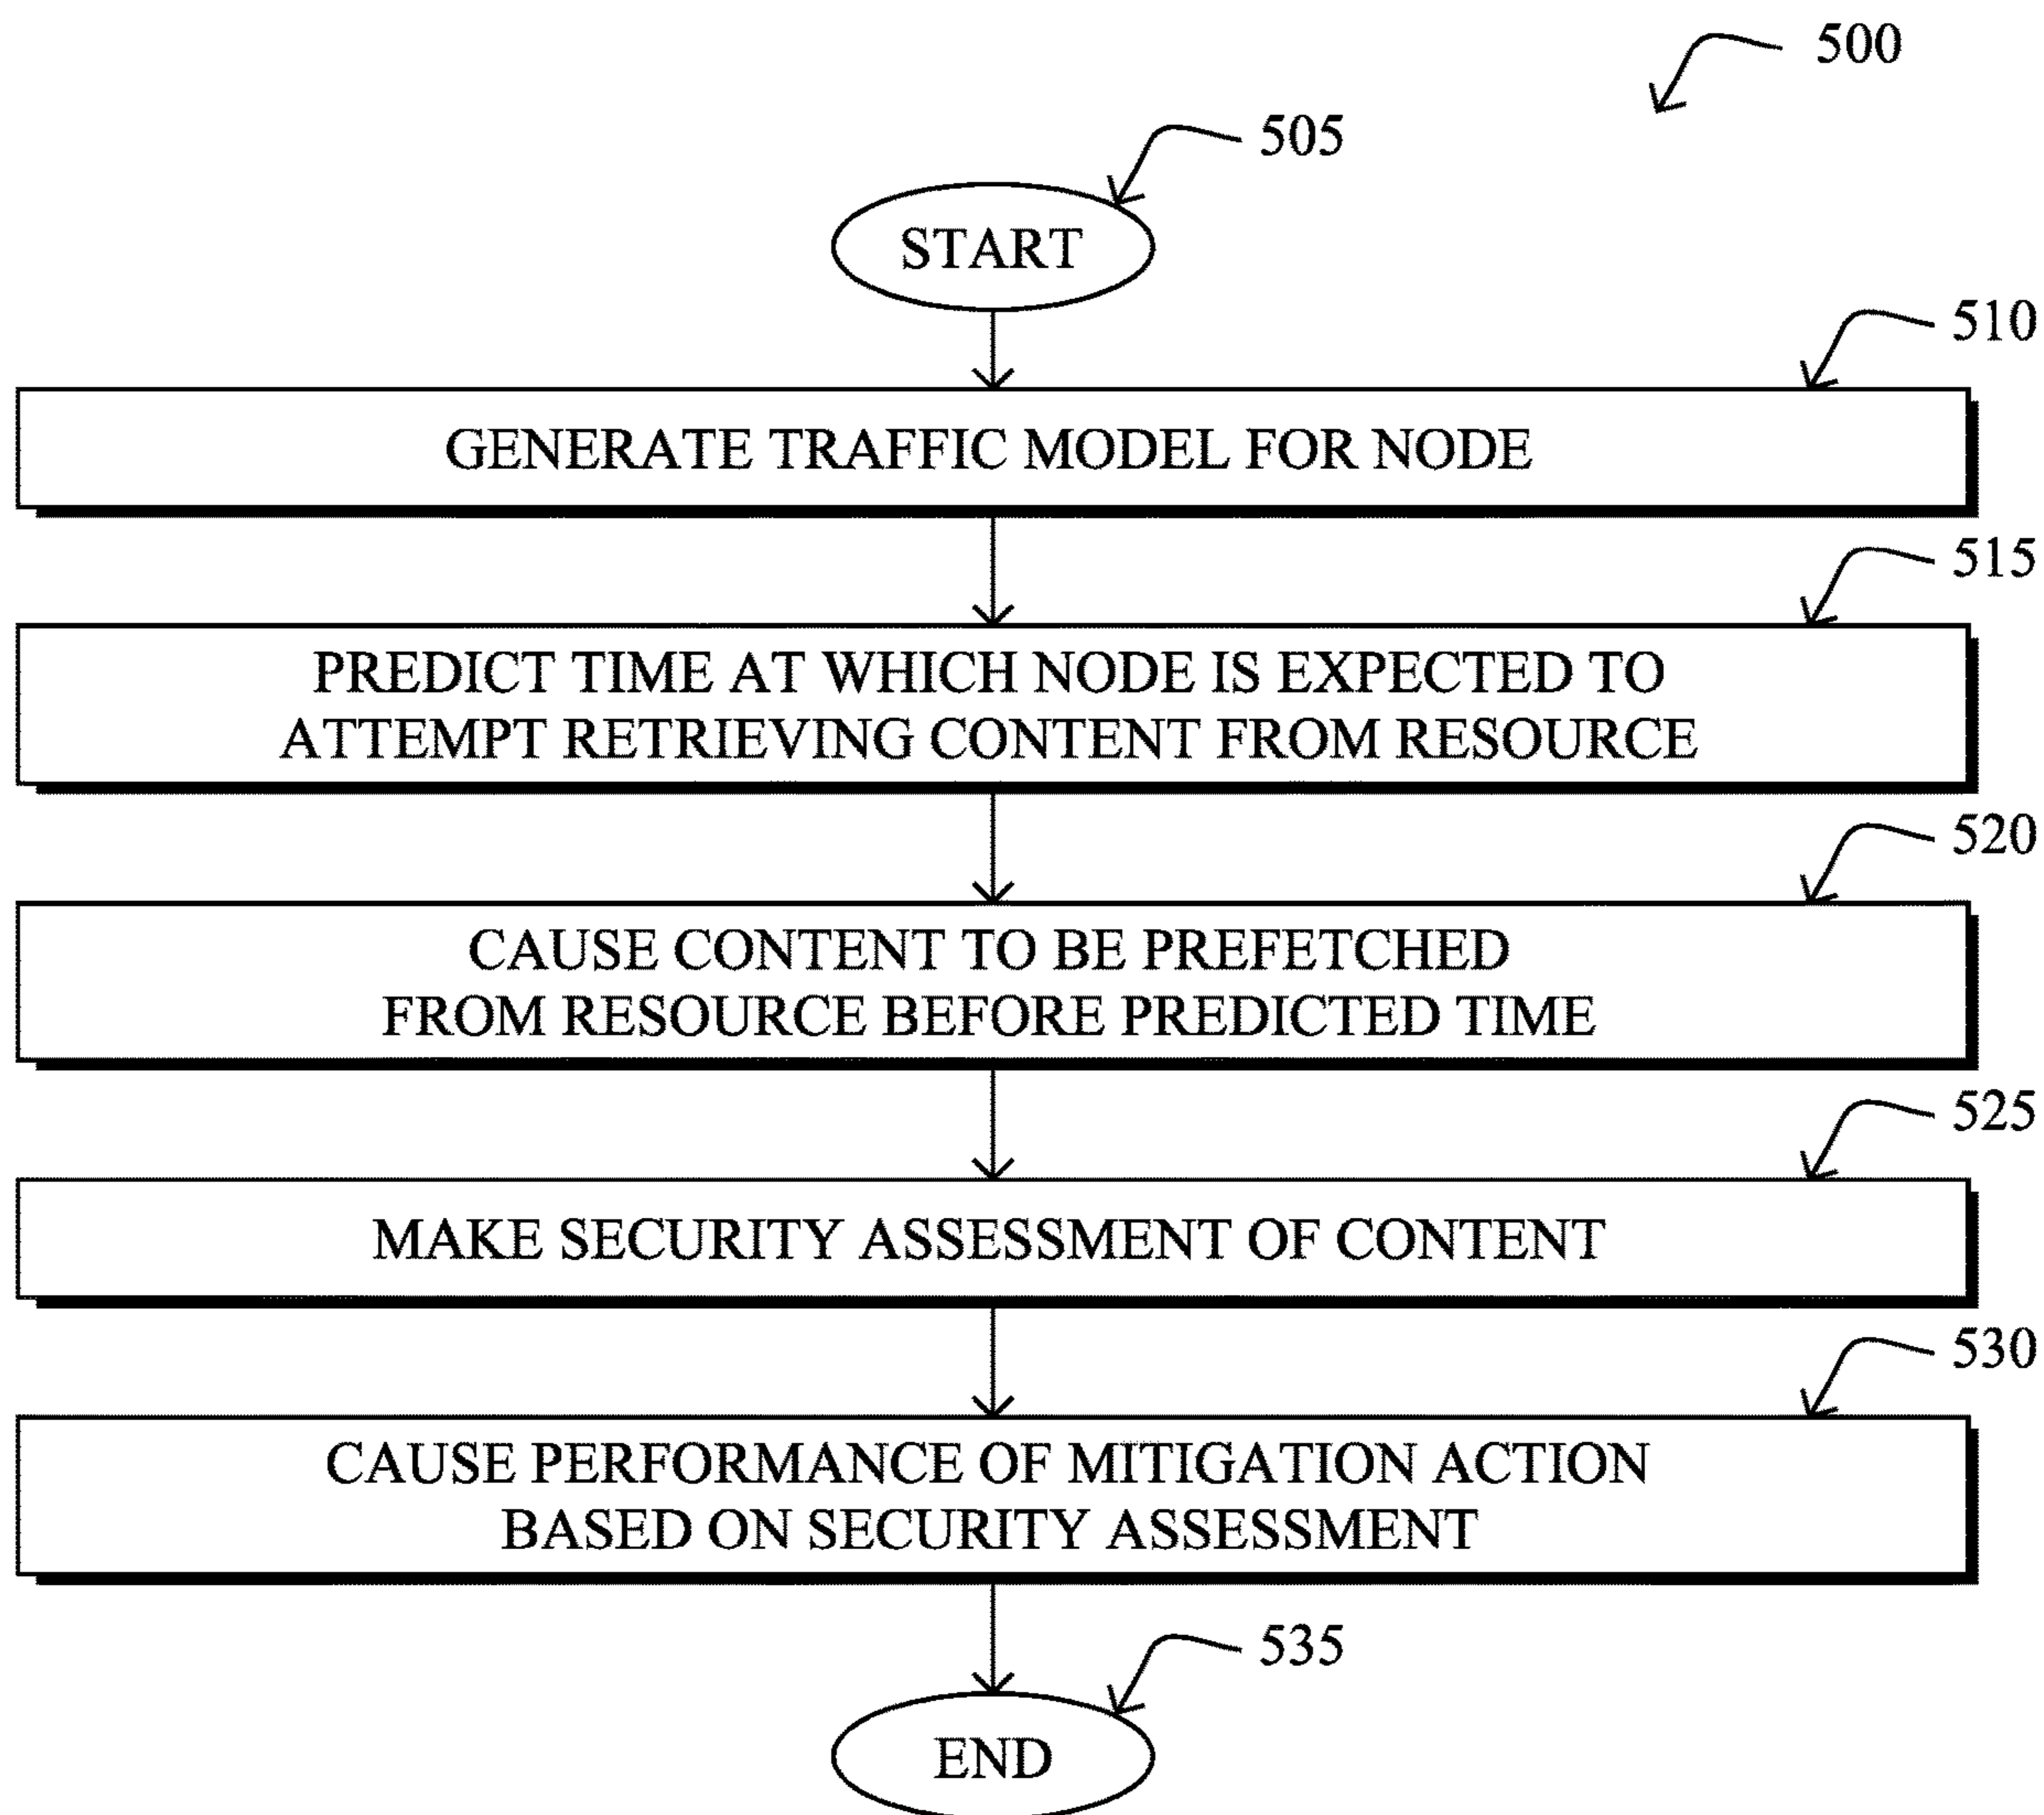 500
505
START
510
GENERATE TRAFFIC MODEL FOR NODE
515
PREDICT TIME AT WHICH NODE IS EXPECTED TO
ATTEMPT RETRIEVING CONTENT FROM RESOURCE
520
CAUSE CONTENT TO BE PREFETCHED
FROM RESOURCE BEFORE PREDICTED TIME
525
MAKE SECURITY ASSESSMENT OF CONTENT
530
CAUSE PERFORMANCE OF MITIGATION ACTION
BASED ON SECURITY ASSESSMENT
535
END